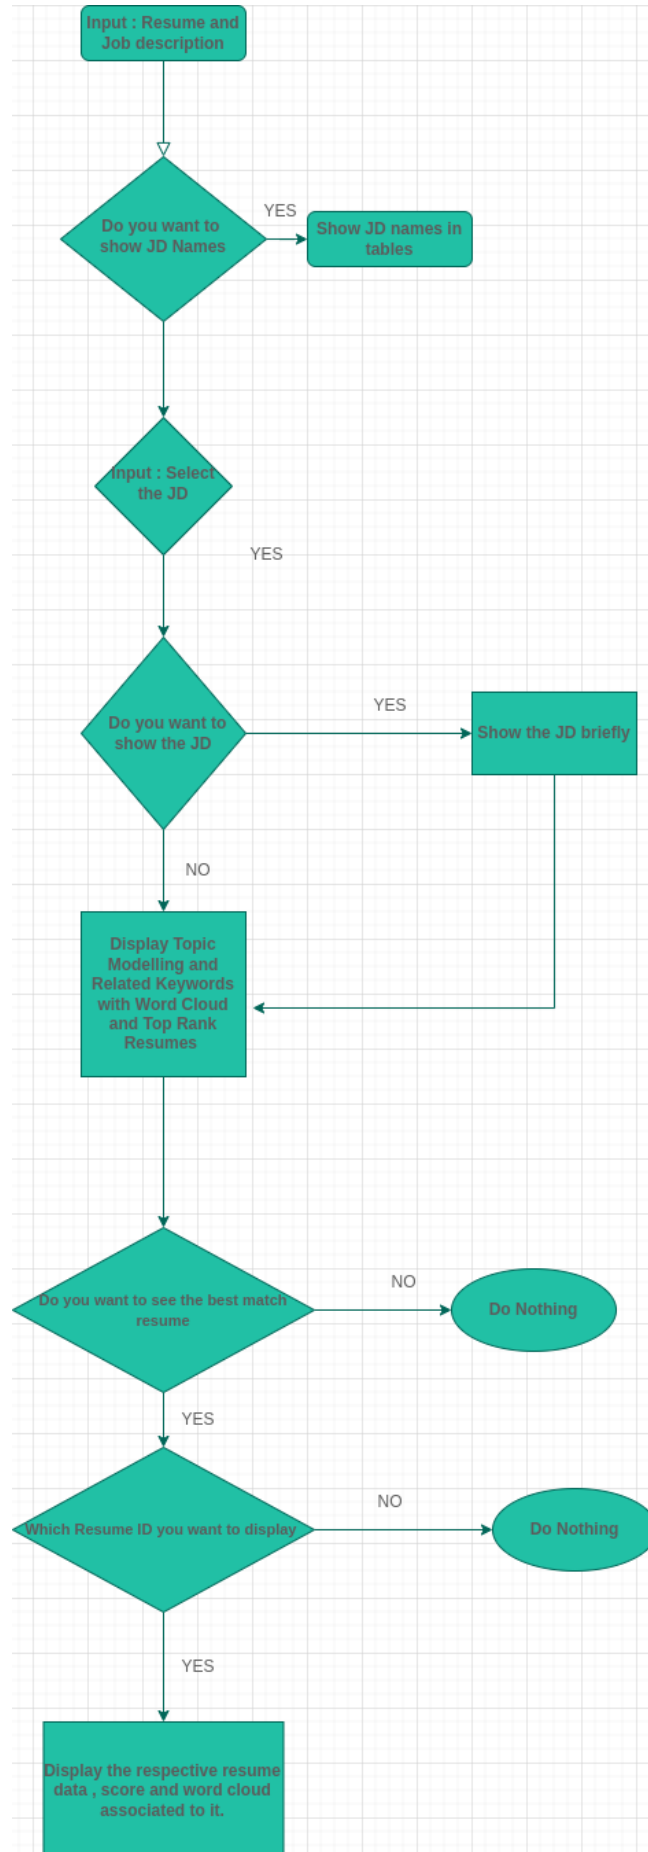 Input : Resume and
Job description
Do you want to
show JD Names
YES
Show JD names in
tables
Input : Select
the JD
YES
Do you want to
show the JD
YES
Show the JD briefly
NO
Display Topic
Modelling and
Related Keywords
with Word Cloud
and Top Rank
Resumes
Do you want to see the best match
resume
NO
Do Nothing
YES
Which Resume ID you want to display
NO
Do Nothing
YES
Display the respective resume
data , score and word cloud
associated to it.